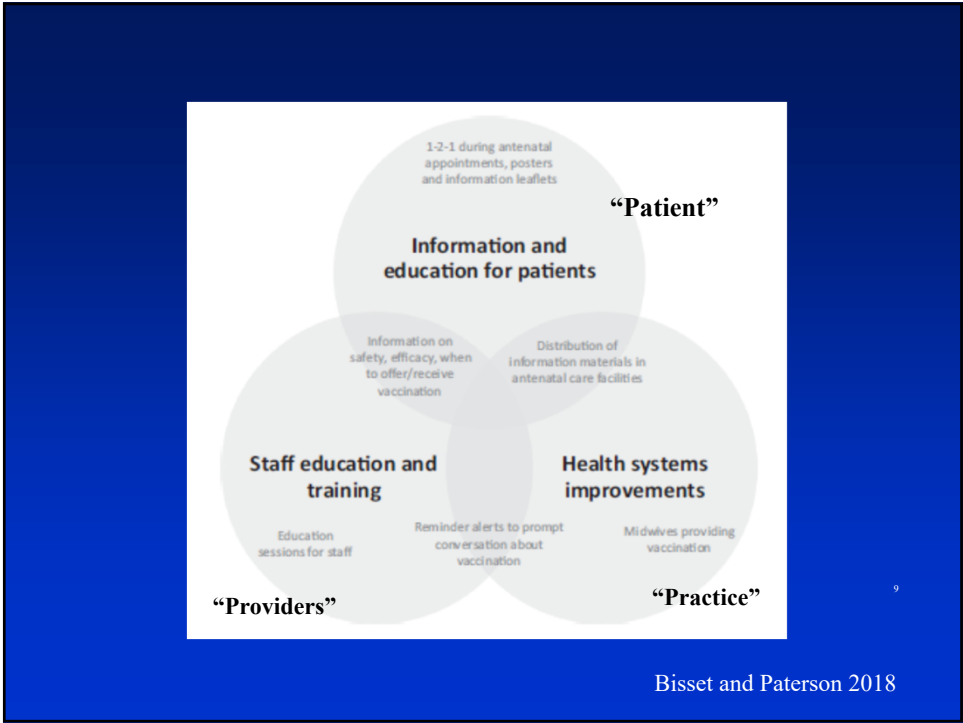 1-2-1 during antenatal
appointments, posters
and information leaflets
“Patient”
Information and
education for patients
Information on
safety, efficacy, when
to offer/receive
vaccination
Distribution of
information materials in
antenatal care facilities
Staff education and
training
Health systems
improvements
Education
sessions for staff
Reminder alerts to prompt
conversation about
vaccination
Midwives providing
vaccination
“Providers”
“Practice”
9
Bisset and Paterson 2018